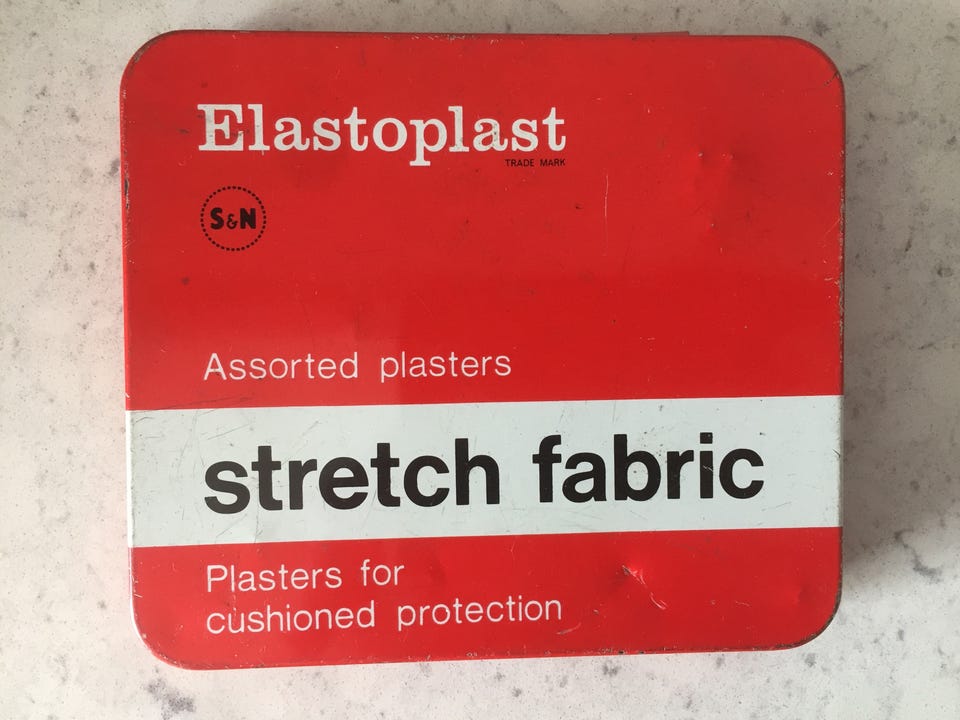 Elastoplast
TRADE MARK
S&N
Assorted plasters
stretch fabric
Plasters for
cushioned protection